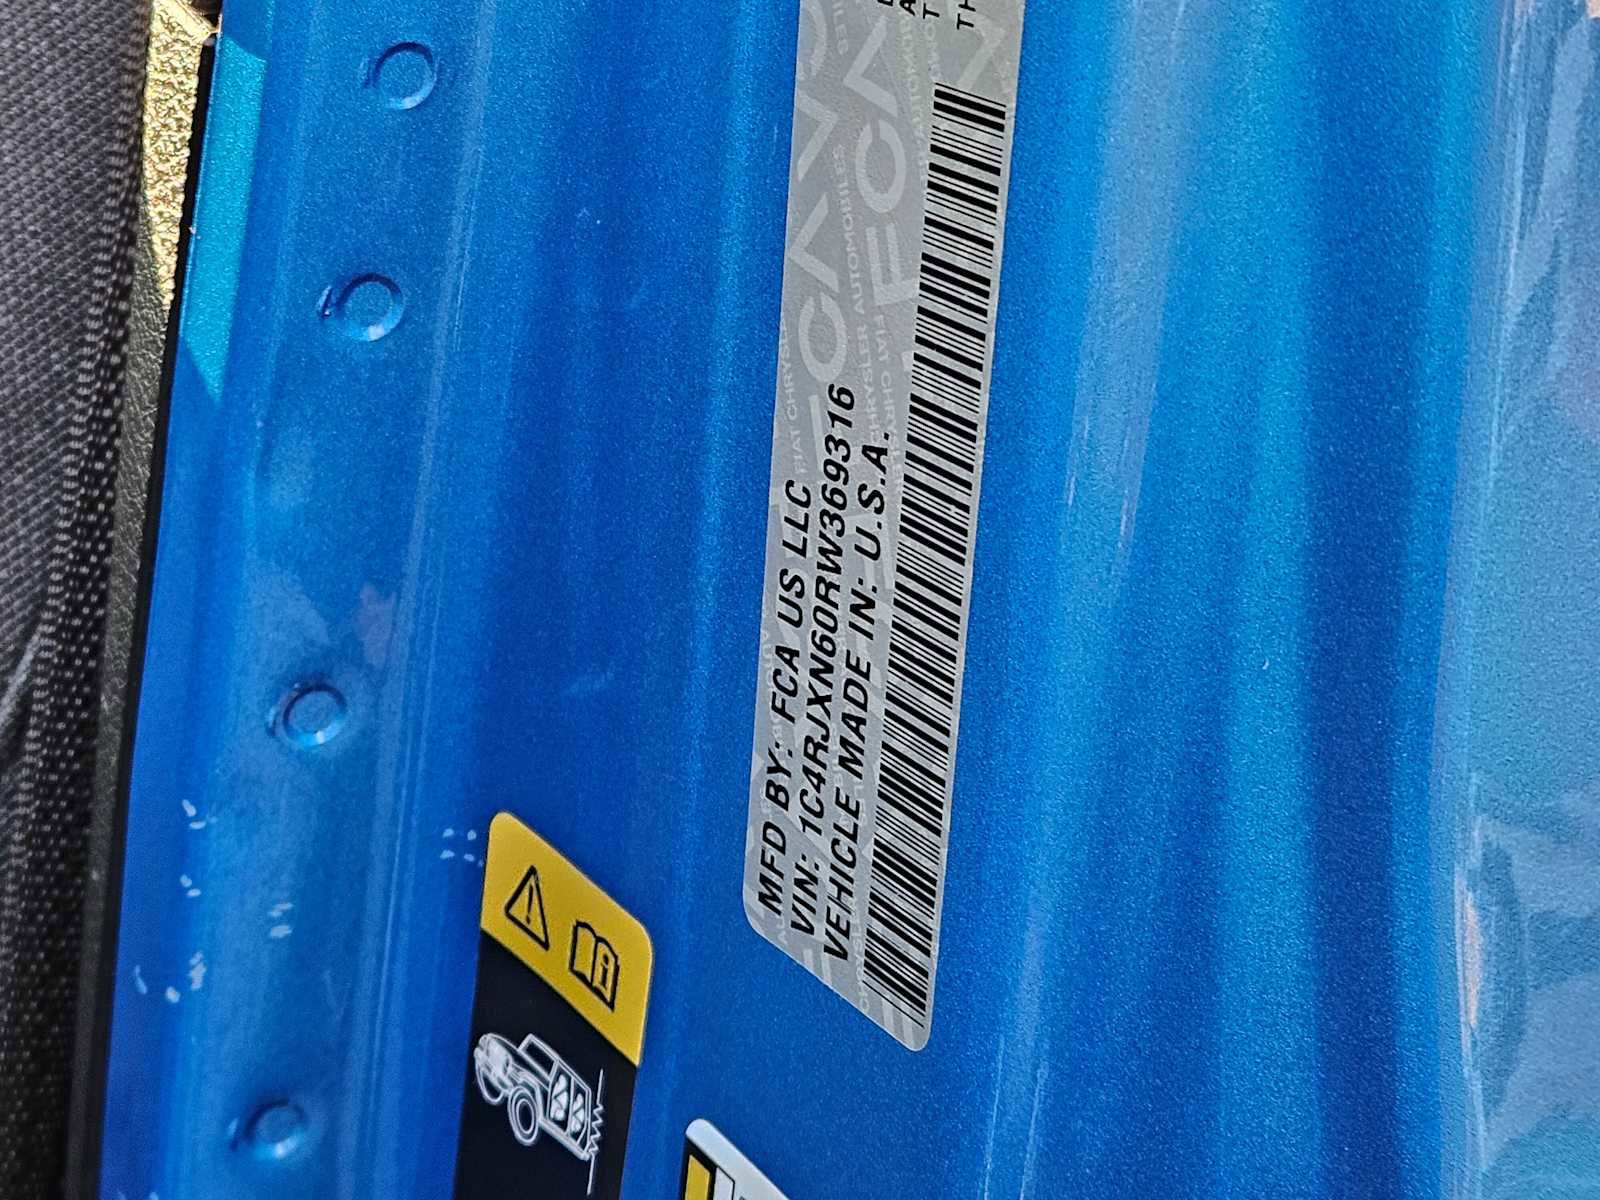 MFD BY: FCA US LLC
VIN: 1C4RJXN60RW369316
VEHICLE MADE IN: U.S.A.